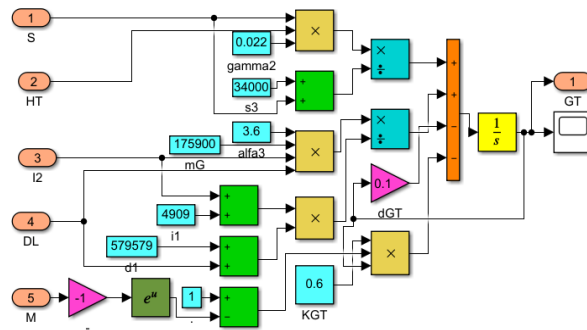 1
S
2
HT
0.022
gamma2
34000
s3
×
×
÷
3.6
alfa3
175900
mG
×
×
÷
3
I2
4
DL
4909
i1
579579
d1
+
+
+
+
+
+
×
0.1
dGT
+
+
−
−
1
s
1
GT
5
M
-1
-
e^u
1
.
+
−
0.6
KGT
×